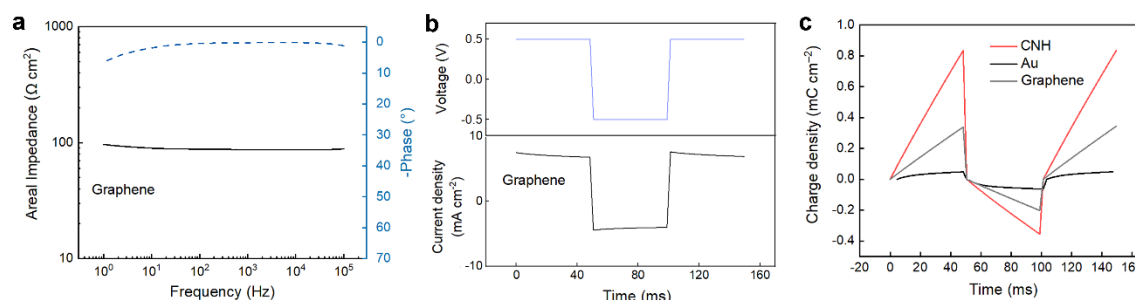 a
Areal Impedance (Ω cm²)
1000
100
10
Graphene
10⁰ 10¹ 10² 10³ 10⁴ 10⁵
Frequency (Hz)
0
10
20
30
40
50
60
70
-Phase (°)
b
Voltage (V)
0.5
0.0
-0.5
Current density
(mA cm⁻²)
10
0
-10
Graphene
0 40 80 120 160
Time (ms)
c
Charge density (mC cm⁻²)
1.0
0.8
0.6
0.4
0.2
0.0
-0.2
-0.4
CNH
Au
Graphene
-20 0 20 40 60 80 100 120 140 160
Time (ms)